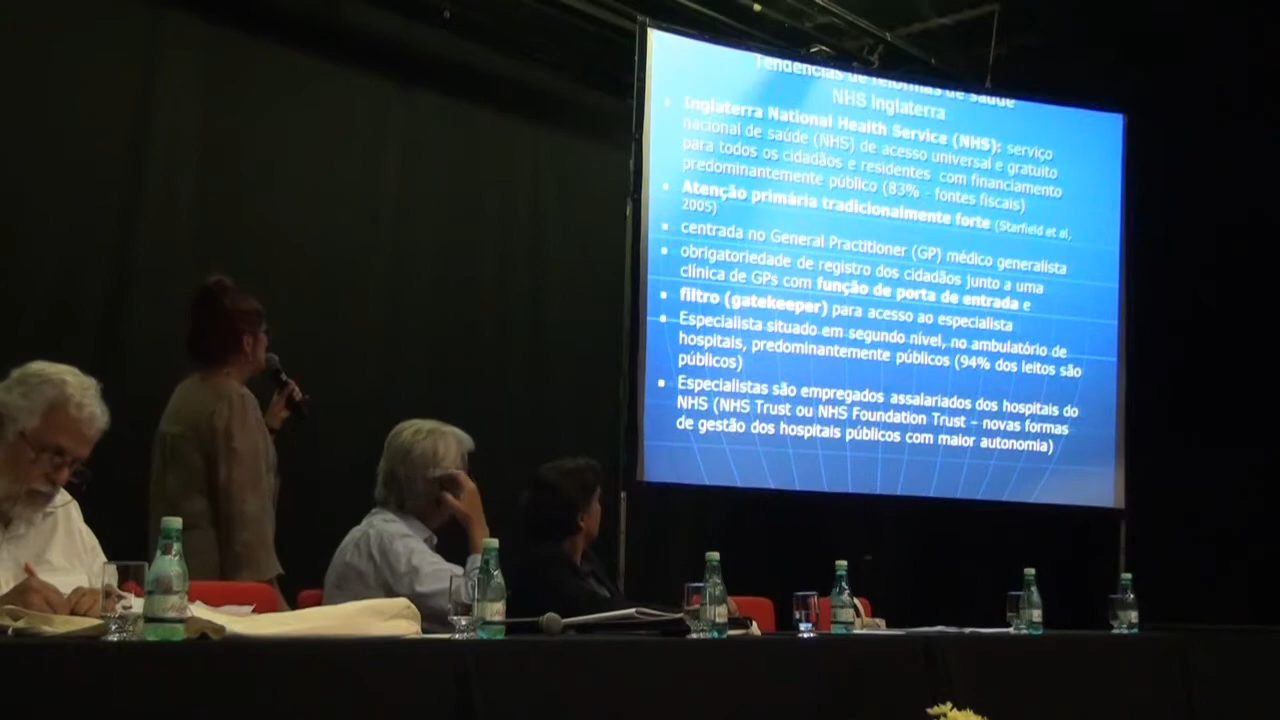 Tendências de reformas de saúde
NHS Inglaterra
Inglaterra National Health Service (NHS): serviço
nacional de saúde (NHS) de acesso universal e gratuito
para todos os cidadãos e residentes com financiamento
predominantemente público (83% - fontes fiscais)
Atenção primária tradicionalmente forte (Starfield et al,
2005)
centrada no General Practitioner (GP) médico generalista
obrigatoriedade de registro dos cidadãos junto a uma
clínica de GPs com função de porta de entrada e
filtro (gatekeeper) para acesso ao especialista
Especialista situado em segundo nível, no ambulatório de
hospitais, predominantemente públicos (94% dos leitos são
públicos)
Especialistas são empregados assalariados dos hospitais do
NHS (NHS Trust ou NHS Foundation Trust – novas formas
de gestão dos hospitais públicos com maior autonomia)